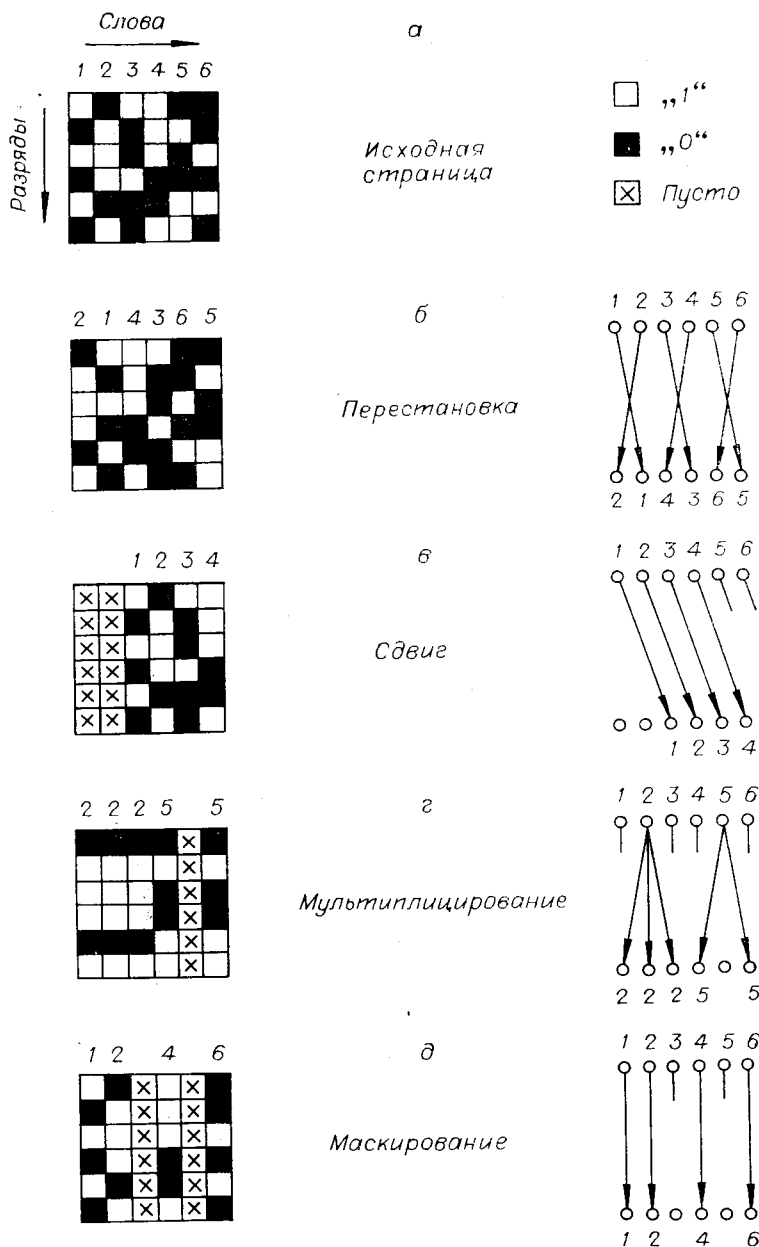 Слова
а
1 2 3 4 5 6
Разряды
„1“
„0“
Пусто
Исходная
страница
б
2 1 4 3 6 5
1 2 3 4 5 6
Перестановка
2 1 4 3 6 5
в
1 2 3 4
1 2 3 4 5 6
Сдвиг
1 2 3 4
г
2 2 2 5 5
1 2 3 4 5 6
Мультиплицирование
2 2 2 5 5
д
1 2 4 6
1 2 3 4 5 6
Маскирование
1 2 4 6